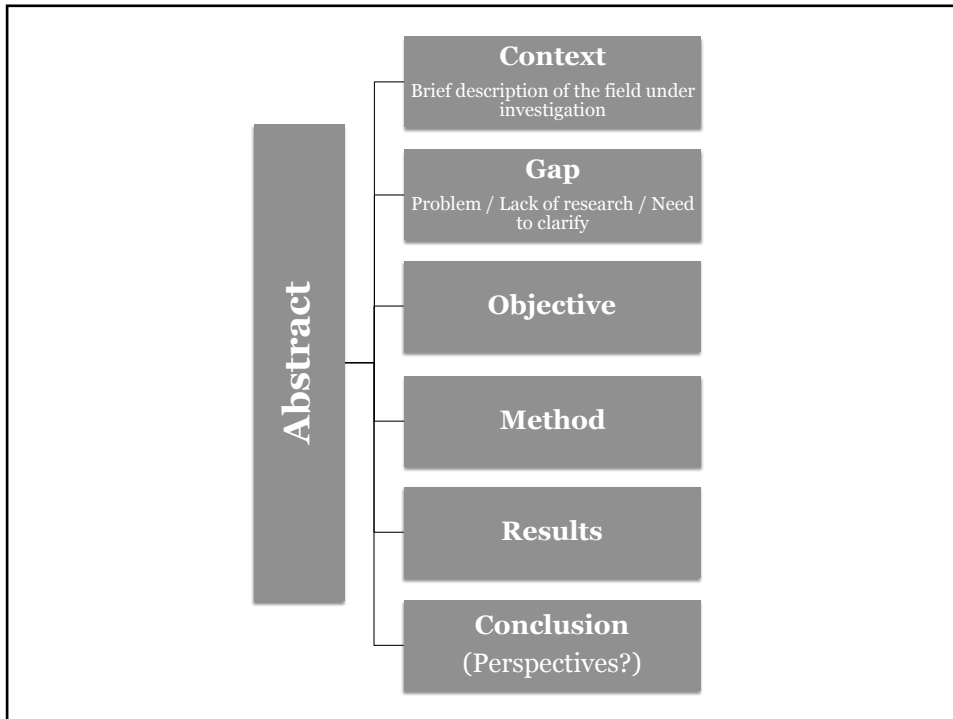 Abstract
Context
Brief description of the field under
investigation
Gap
Problem / Lack of research / Need
to clarify
Objective
Method
Results
Conclusion
(Perspectives?)